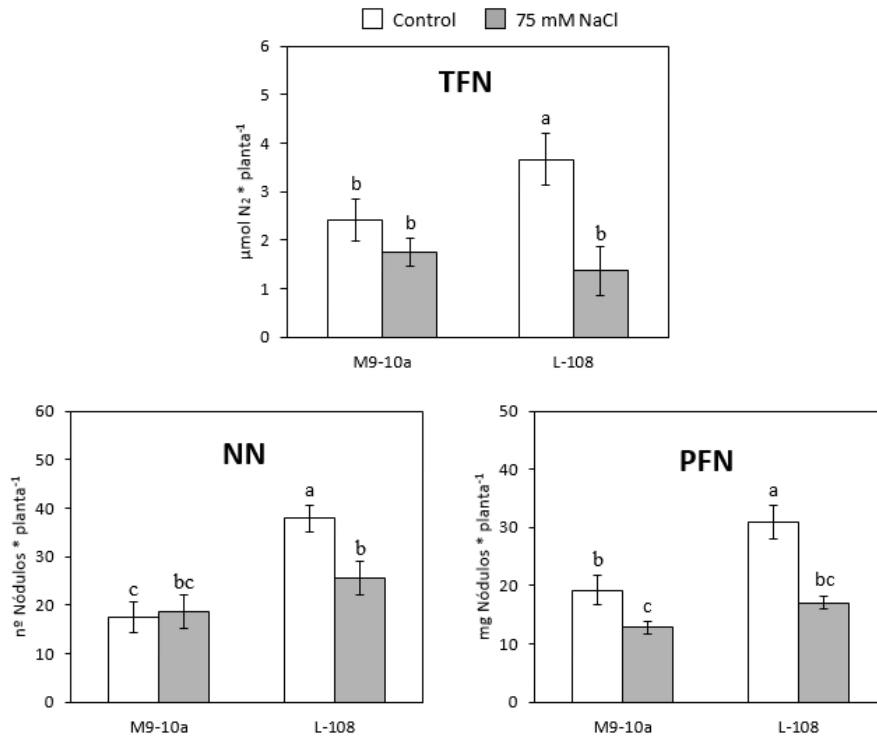 Control 75 mM NaCl
TFN
µmol N₂ * planta⁻¹
6
5
4
3
2
1
0
b
b
a
b
M9-10a L-108
NN
nº Nódulos * planta⁻¹
60
50
40
30
20
10
0
c
bc
a
b
M9-10a L-108
PFN
mg Nódulos * planta⁻¹
50
40
30
20
10
0
b
c
a
bc
M9-10a L-108